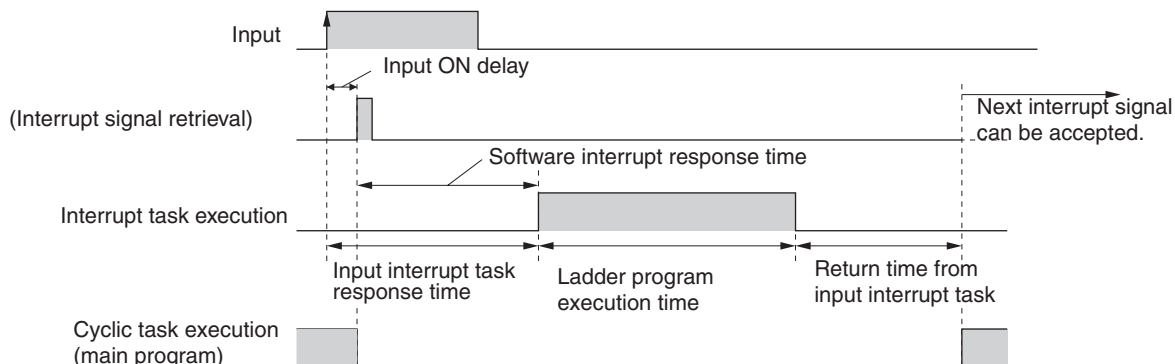 Input
Input ON delay
(Interrupt signal retrieval)
Next interrupt signal
can be accepted.
Software interrupt response time
Interrupt task execution
Input interrupt task
response time
Ladder program
execution time
Return time from
input interrupt task
Cyclic task execution
(main program)